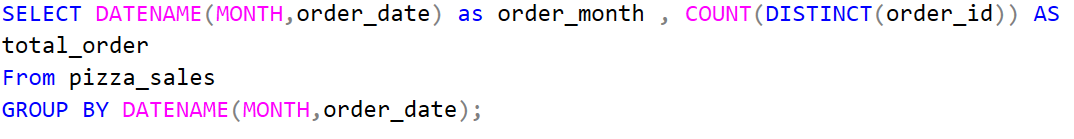 SELECT DATENAME(MONTH,order_date) as order_month , COUNT(DISTINCT(order_id)) AS
total_order
From pizza_sales
GROUP BY DATENAME(MONTH,order_date);